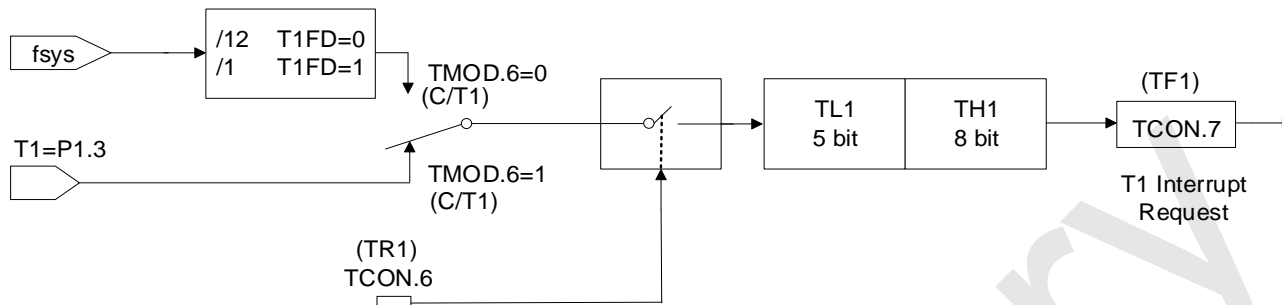 fsys
/12 T1FD=0
/1 T1FD=1
TMOD.6=0
(C/T1)
T1=P1.3
TMOD.6=1
(C/T1)
(TR1)
TCON.6
TL1
5 bit
TH1
8 bit
(TF1)
TCON.7
T1 Interrupt
Request